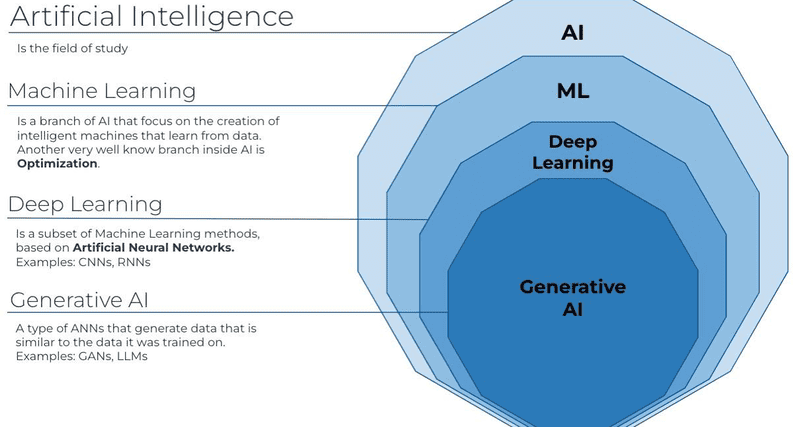 Artificial Intelligence
Is the field of study
Machine Learning
Is a branch of AI that focus on the creation of
intelligent machines that learn from data.
Another very well know branch inside AI is
Optimization.
Deep Learning
Is a subset of Machine Learning methods,
based on Artificial Neural Networks.
Examples: CNNs, RNNs
Generative AI
A type of ANNs that generate data that is
similar to the data it was trained on.
Examples: GANs, LLMs
AI
ML
Deep
Learning
Generative
AI